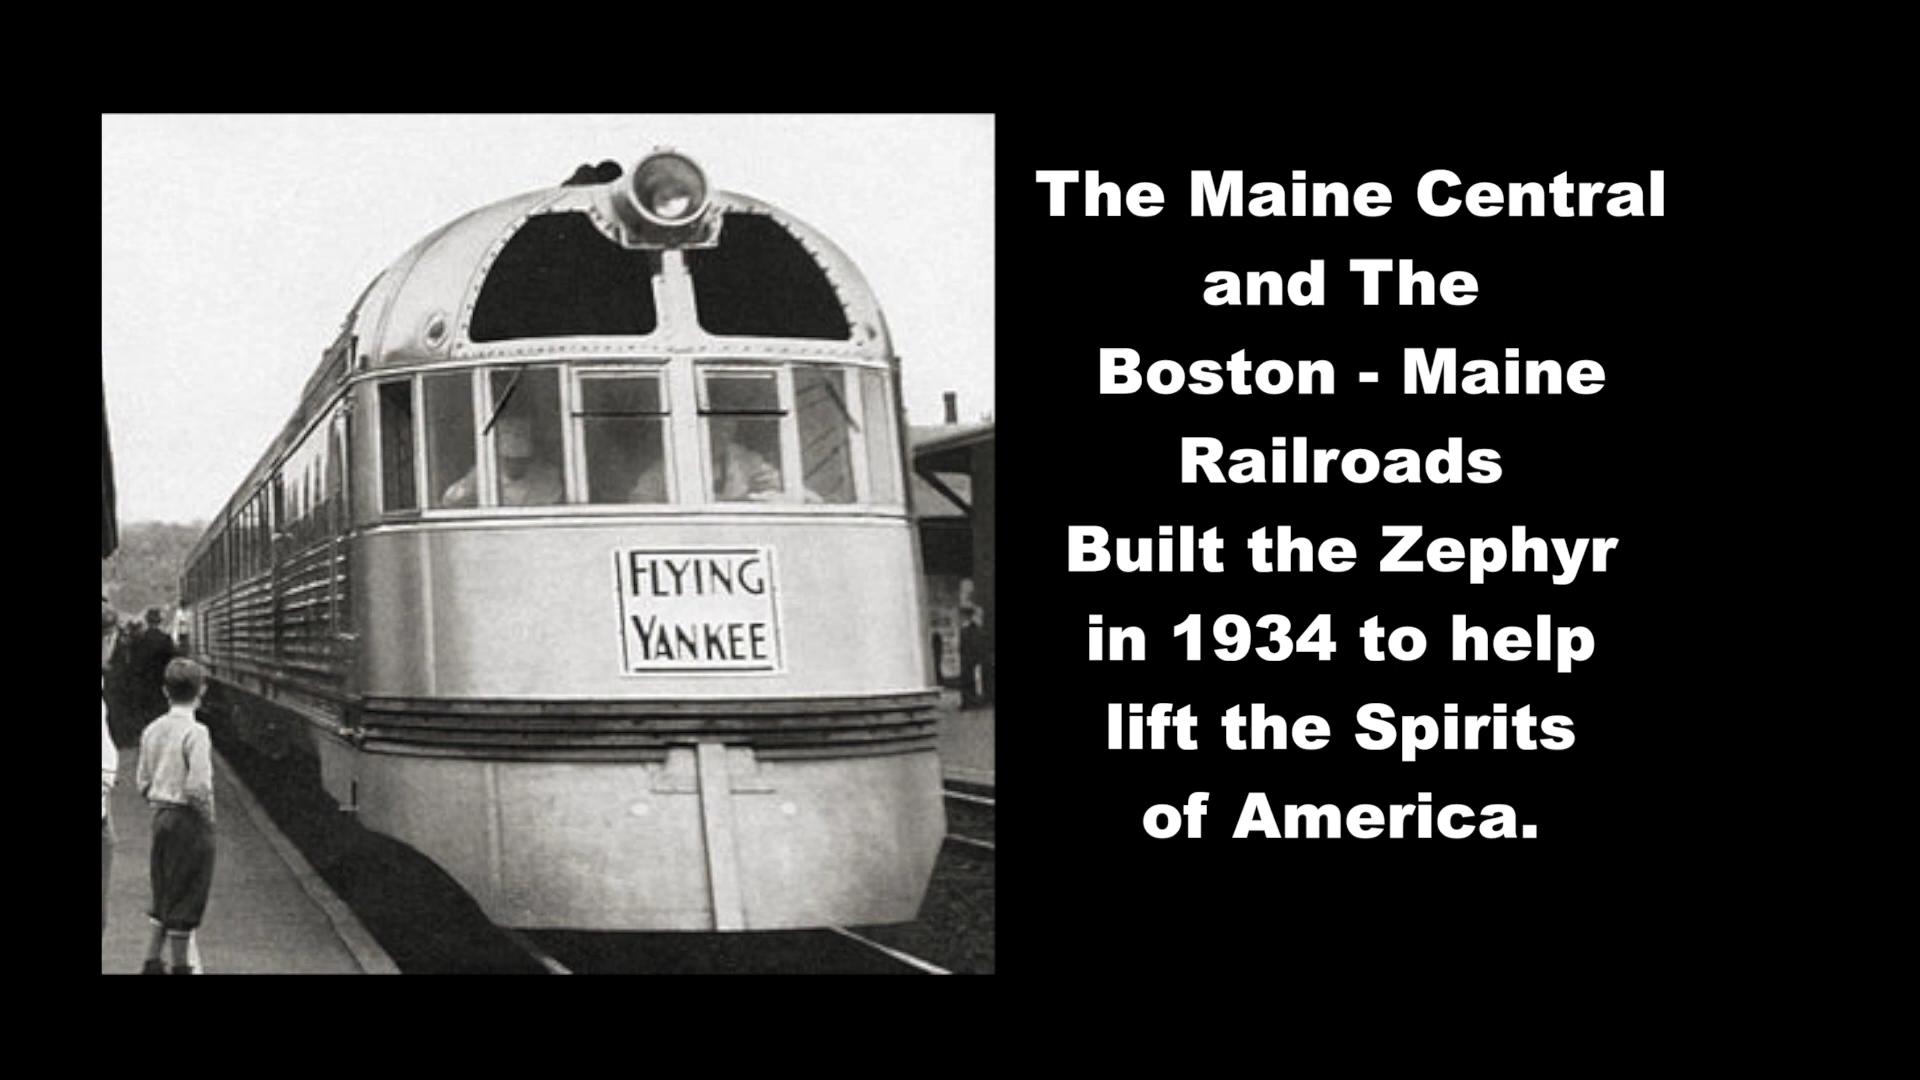 FLYING
YANKEE
The Maine Central
and The
Boston - Maine
Railroads
Built the Zephyr
in 1934 to help
lift the Spirits
of America.